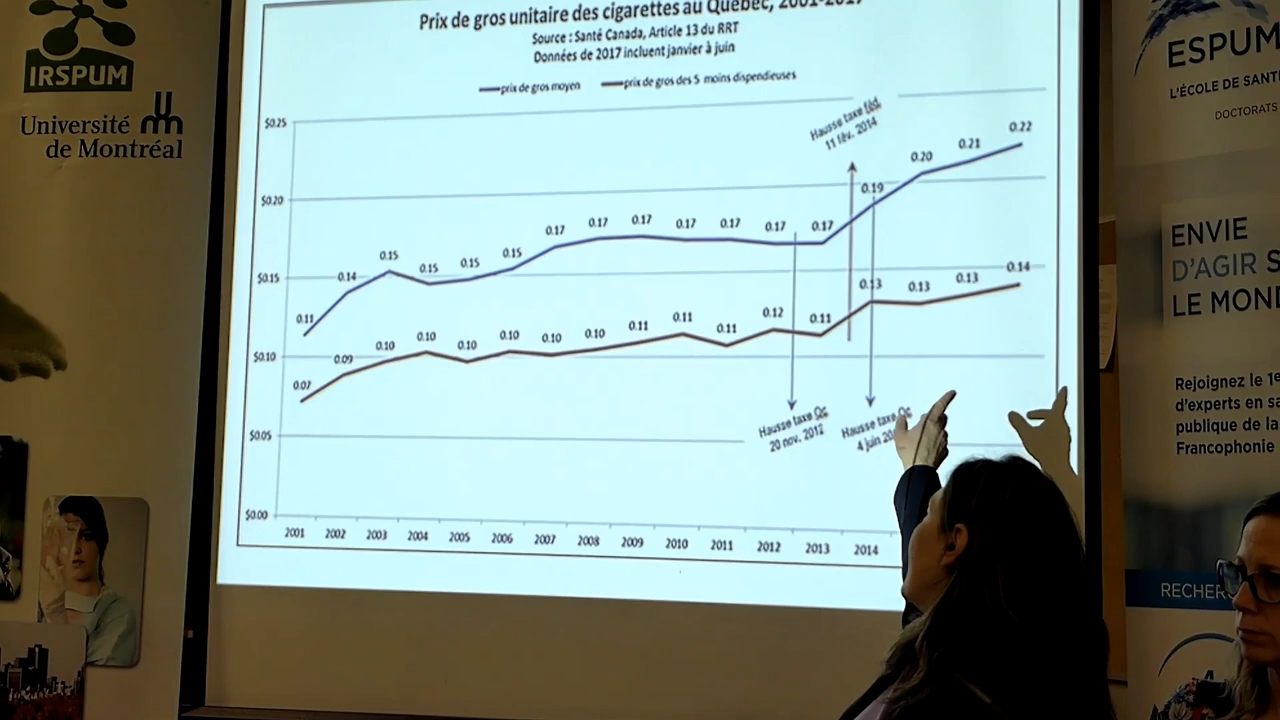 IRSPUM
Université
de Montréal
Prix de gros unitaire des cigarettes au Québec, 2001-2017
Source : Santé Canada, Article 13 du RRT
Données de 2017 incluent janvier à juin
prix de gros moyen
prix de gros des 5 moins dispendieuses
$0.25
$0.20
$0.15
$0.10
$0.05
$0.00
0.11
0.14
0.15
0.15
0.15
0.15
0.17
0.17
0.17
0.17
0.17
0.17
0.17
0.19
0.20
0.21
0.22
0.07
0.09
0.10
0.10
0.10
0.10
0.10
0.10
0.11
0.11
0.11
0.12
0.11
0.13
0.13
0.13
0.14
Hausse taxe féd.
11 fév. 2014
Hausse taxe Qc
20 nov. 2012
Hausse taxe Qc
4 juin
2001
2002
2003
2004
2005
2006
2007
2008
2009
2010
2011
2012
2013
2014
ESPUM
L'ÉCOLE DE SANT
DOCTORATS
ENVIE
D'AGIR S
LE MOND
Rejoignez le 1e
d'experts en sa
publique de la
Francophonie
RECHER